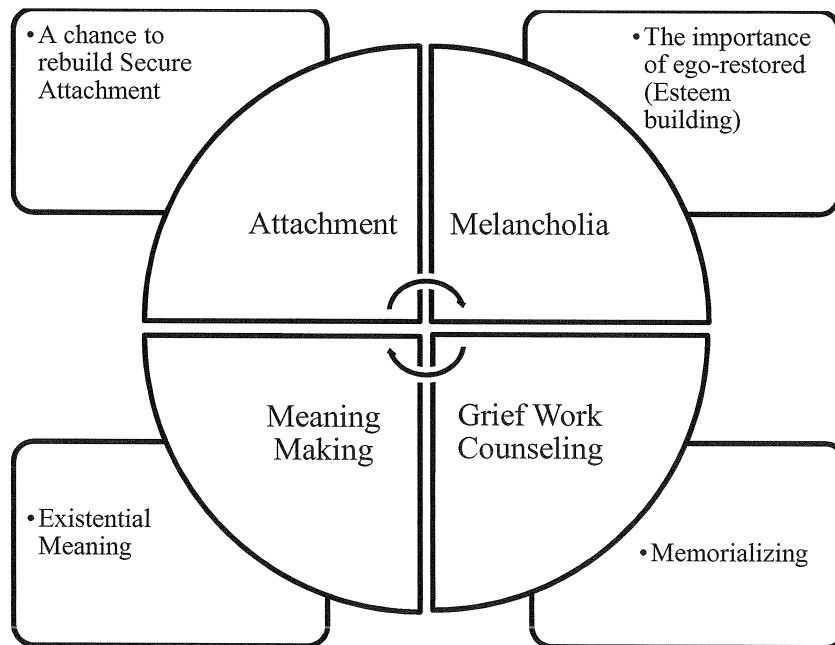 • A chance to
rebuild Secure
Attachment
• The importance
of ego-restored
(Esteem
building)
Attachment
Melancholia
Meaning
Making
Grief Work
Counseling
• Existential
Meaning
• Memorializing